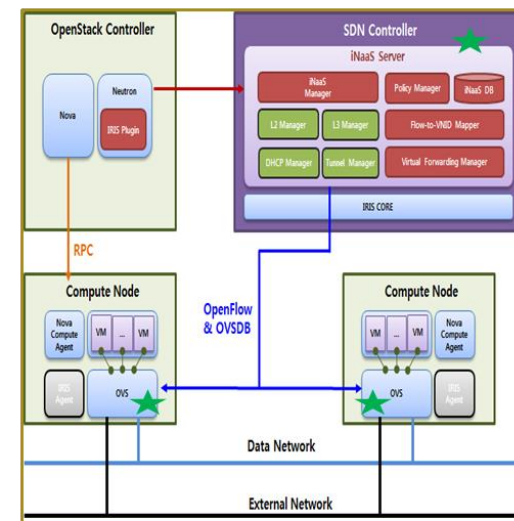 OpenStack Controller
Nova
Neutron
IRIS Plugin
SDN Controller
iNaaS Server
iNaaS
Manager
Policy Manager
iNaaS DB
L2 Manager
L3 Manager
Flow-to-VNID Mapper
DHCP Manager
Tunnel Manager
Virtual Forwarding Manager
IRIS CORE
RPC
OpenFlow
& OVSDB
Compute Node
Nova
Compute
Agent
VM
...
VM
IRIS
Agent
OVS
Compute Node
VM
...
VM
Nova
Compute
Agent
OVS
IRIS
Agent
Data Network
External Network